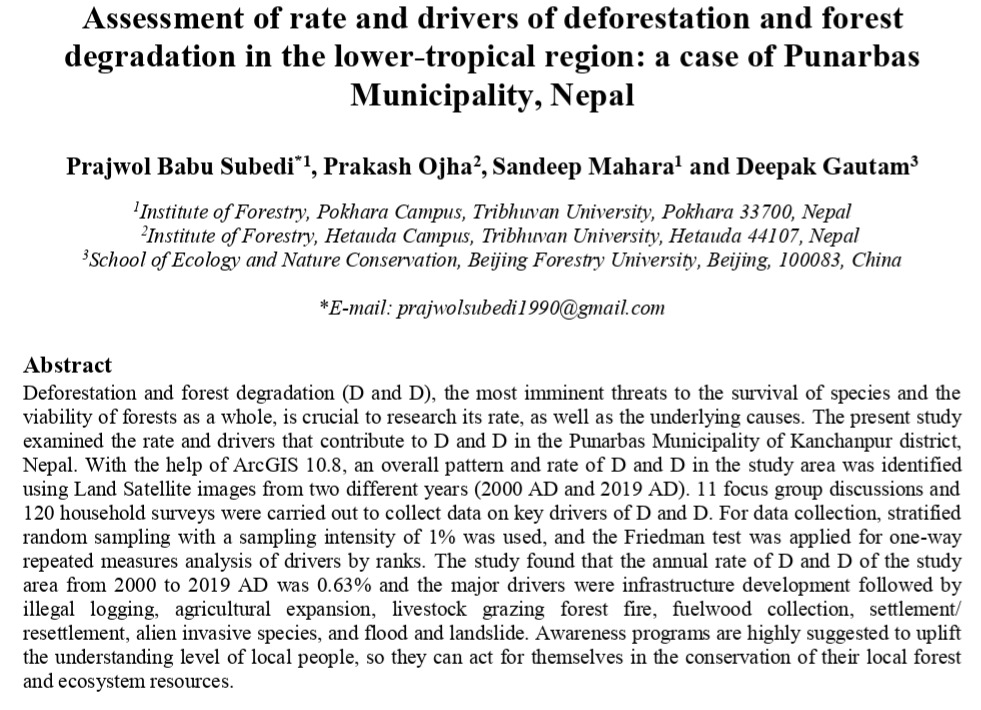 Assessment of rate and drivers of deforestation and forest
degradation in the lower-tropical region: a case of Punarbas
Municipality, Nepal
Prajwol Babu Subedi*1, Prakash Ojha2, Sandeep Mahara1 and Deepak Gautam3
1Institute of Forestry, Pokhara Campus, Tribhuvan University, Pokhara 33700, Nepal
2Institute of Forestry, Hetauda Campus, Tribhuvan University, Hetauda 44107, Nepal
3School of Ecology and Nature Conservation, Beijing Forestry University, Beijing, 100083, China
*E-mail: prajwolsubedi1990@gmail.com
Abstract
Deforestation and forest degradation (D and D), the most imminent threats to the survival of species and the
viability of forests as a whole, is crucial to research its rate, as well as the underlying causes. The present study
examined the rate and drivers that contribute to D and D in the Punarbas Municipality of Kanchanpur district,
Nepal. With the help of ArcGIS 10.8, an overall pattern and rate of D and D in the study area was identified
using Land Satellite images from two different years (2000 AD and 2019 AD). 11 focus group discussions and
120 household surveys were carried out to collect data on key drivers of D and D. For data collection, stratified
random sampling with a sampling intensity of 1% was used, and the Friedman test was applied for one-way
repeated measures analysis of drivers by ranks. The study found that the annual rate of D and D of the study
area from 2000 to 2019 AD was 0.63% and the major drivers were infrastructure development followed by
illegal logging, agricultural expansion, livestock grazing forest fire, fuelwood collection, settlement/
resettlement, alien invasive species, and flood and landslide. Awareness programs are highly suggested to uplift
the understanding level of local people, so they can act for themselves in the conservation of their local forest
and ecosystem resources.